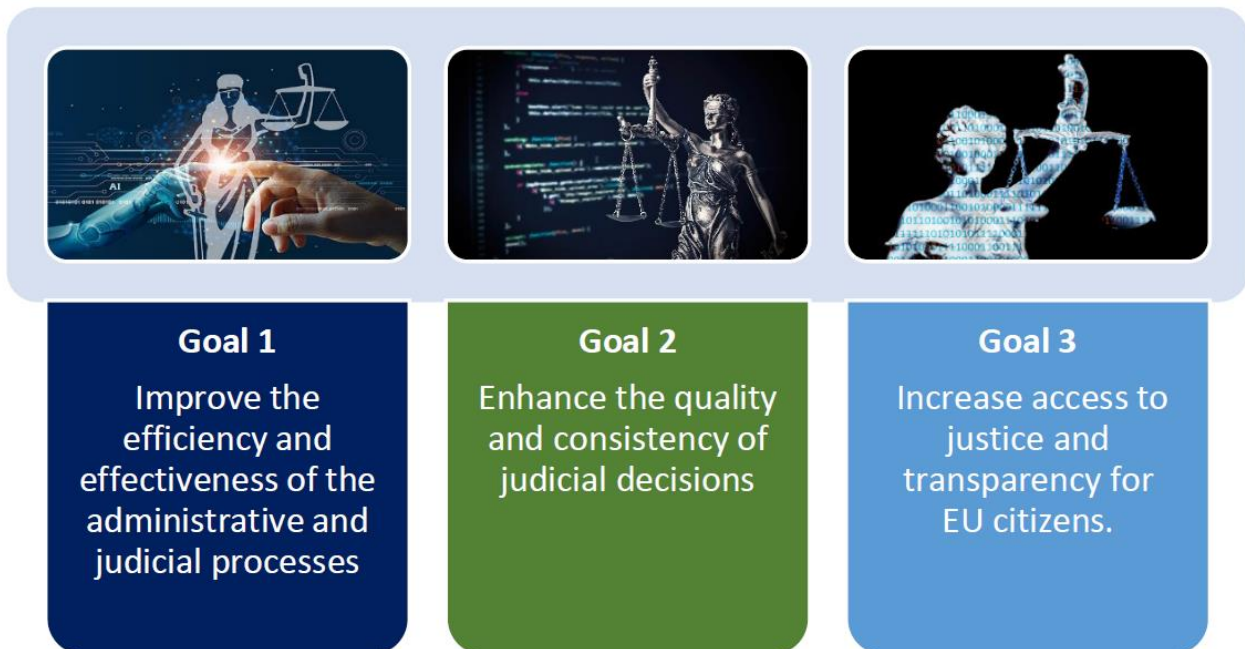 AI
Goal 1
Improve the
efficiency and
effectiveness of the
administrative and
judicial processes
Goal 2
Enhance the quality
and consistency of
judicial decisions
Goal 3
Increase access to
justice and
transparency for
EU citizens.